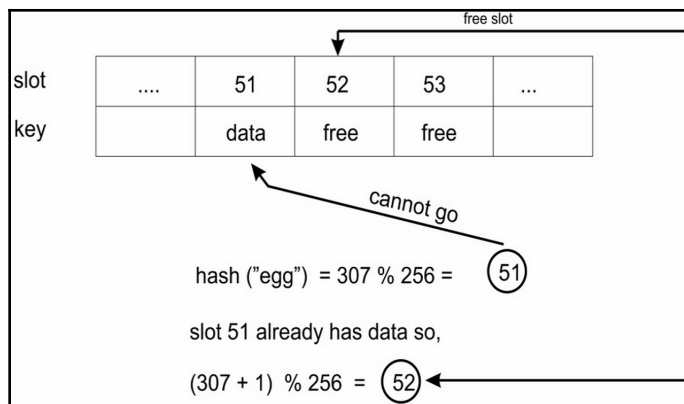 free slot
slot .... 51 52 53 ...
key data free free
cannot go
hash (”egg”) = 307 % 256 = 51
slot 51 already has data so,
(307 + 1) % 256 = 52